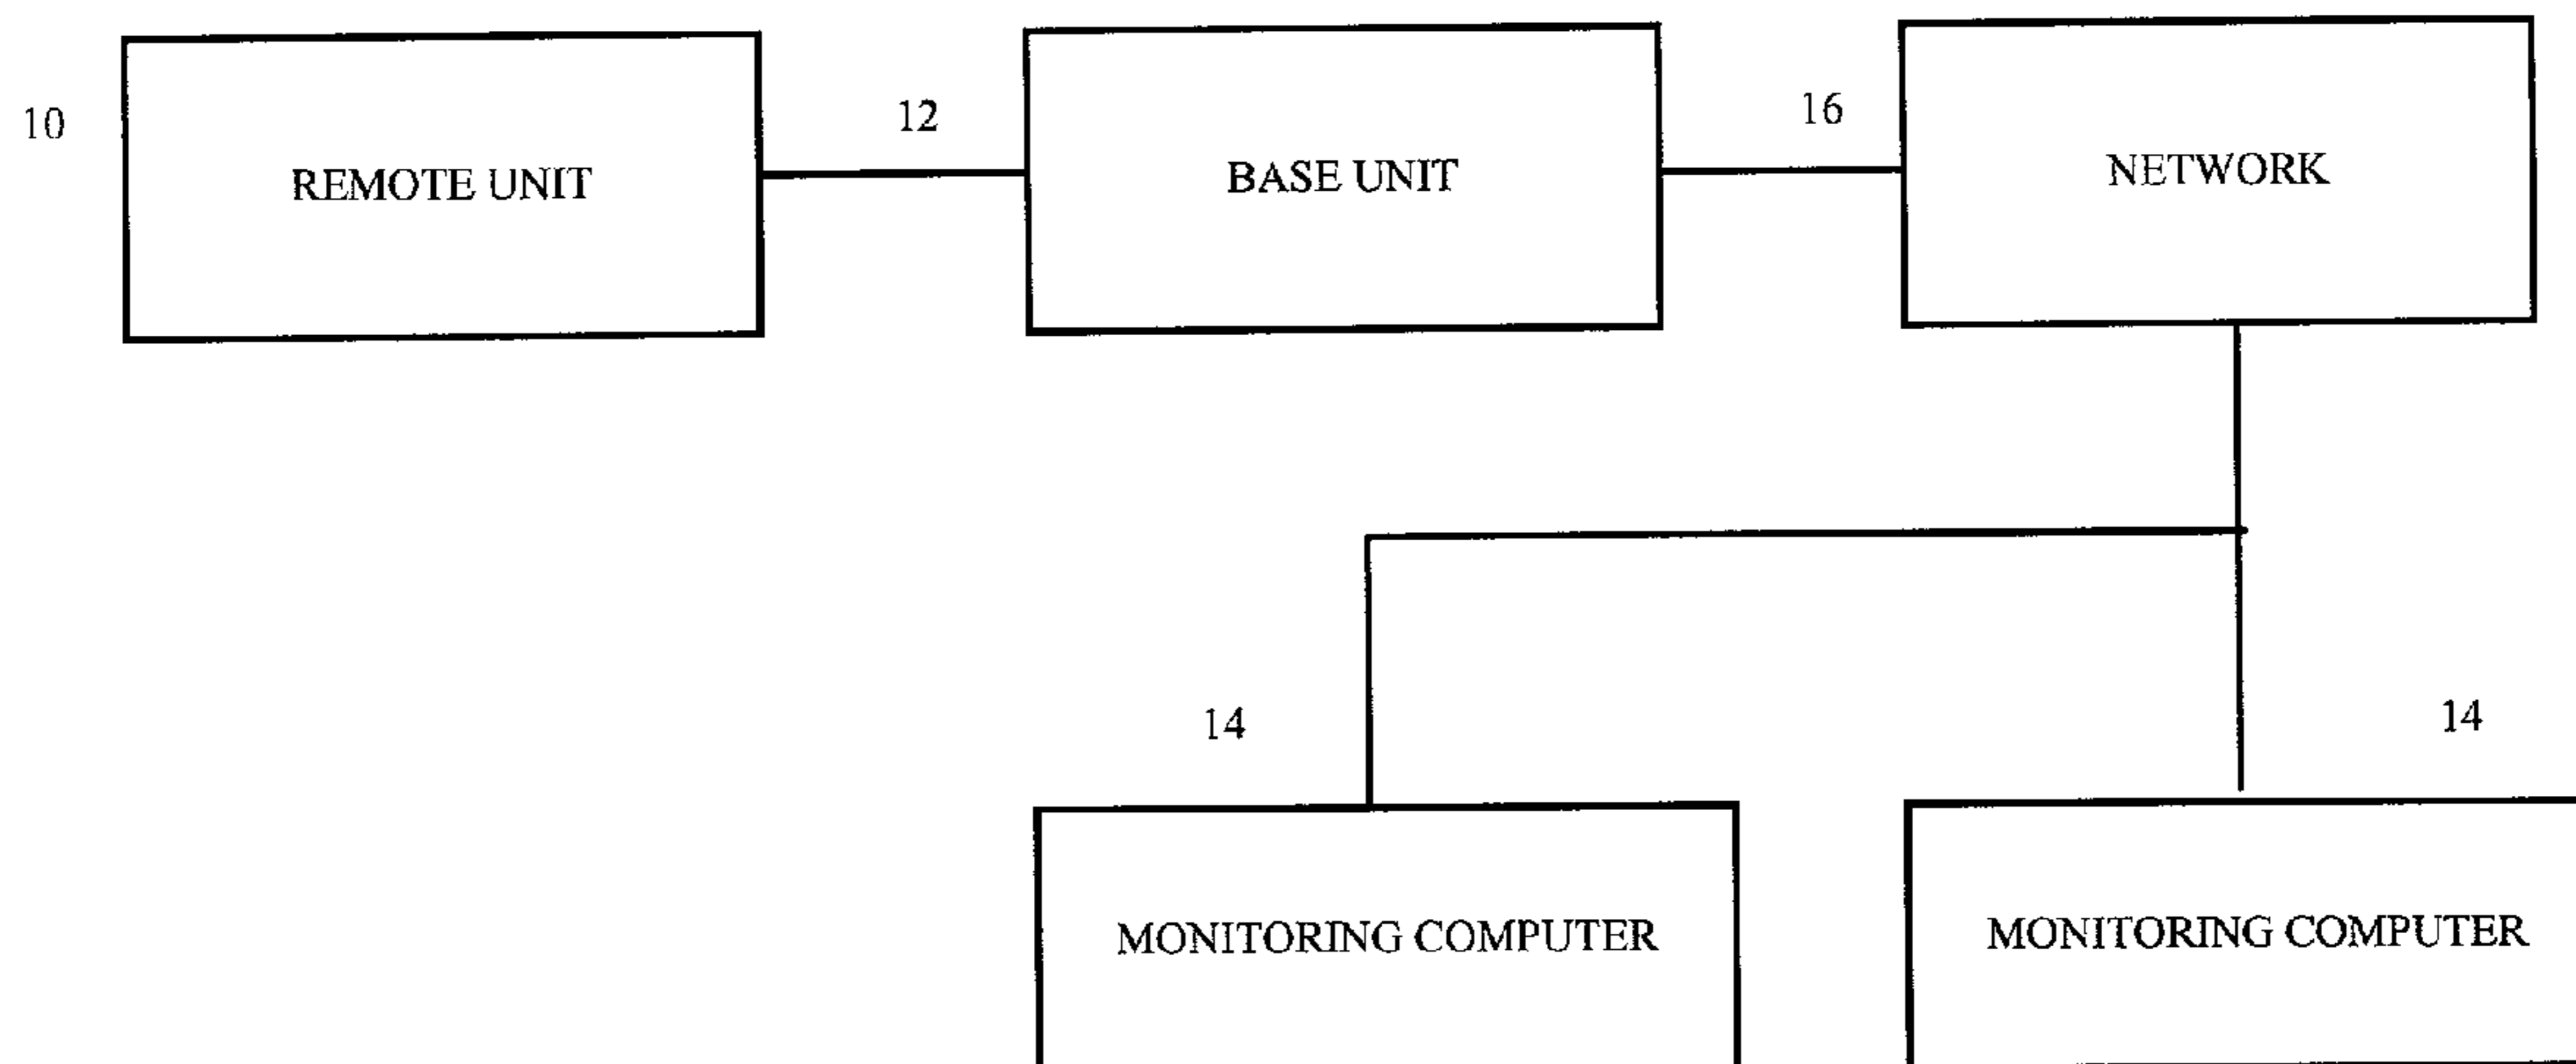 10
12
16
REMOTE UNIT
BASE UNIT
NETWORK
14
14
MONITORING COMPUTER
MONITORING COMPUTER